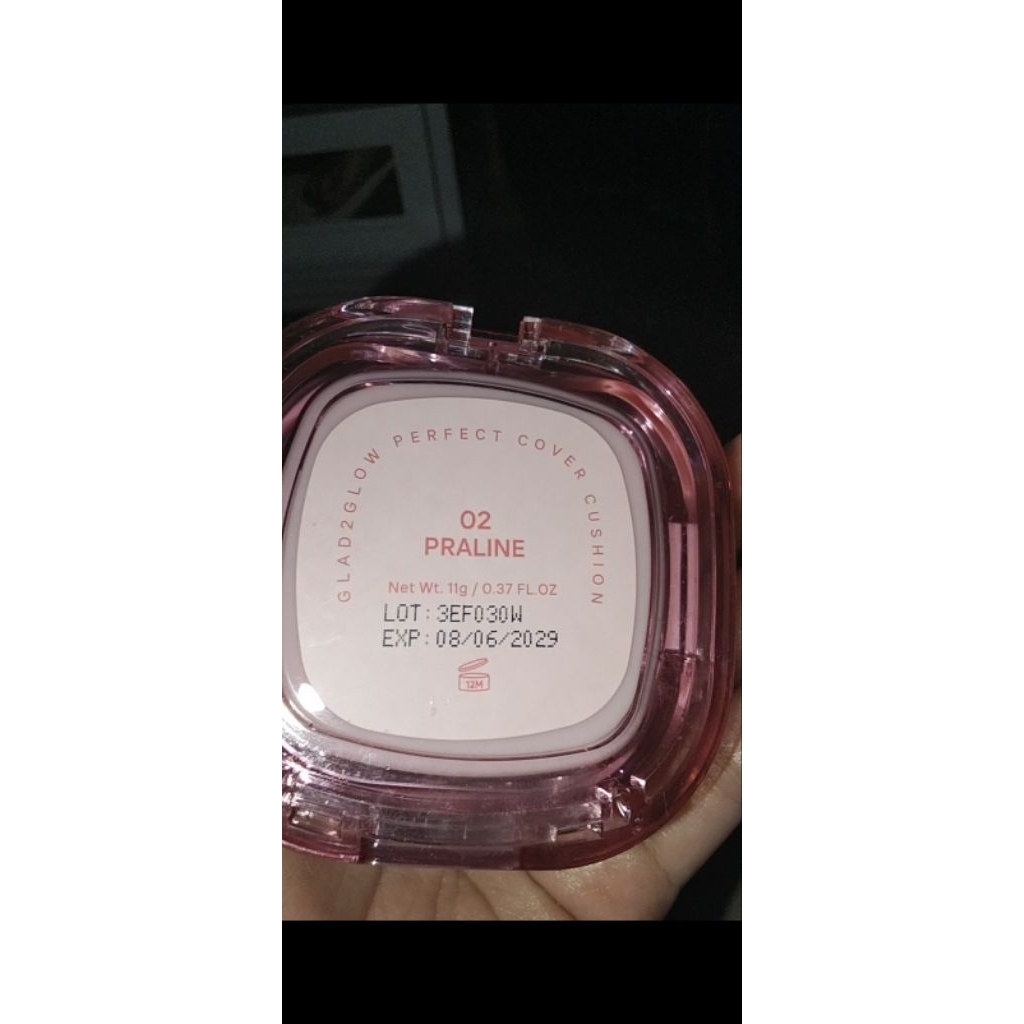 GLAD2GLOW PERFECT COVER CUSHION
02
PRALINE
Net Wt. 11g / 0.37 FL.OZ
LOT:3EF030W
EXP:08/06/2029
12M